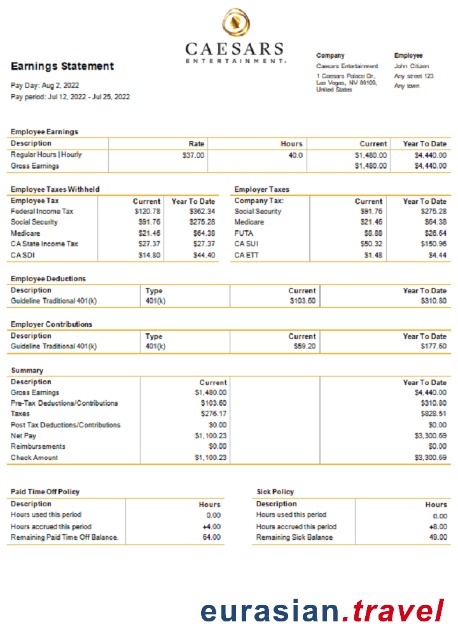 CAESARS
ENTERTAINMENT.
Earnings Statement
Pay Day: Aug 2, 2022
Pay period: Jul 12, 2022 - Jul 25, 2022
Company
Caesars Entertainment
1 Caesars Palace Dr,
Las Vegas, NV 89109,
United States
Employee
John Citizen
Any street 123
Any town
Employee Earnings
Description Rate Hours Current Year To Date
Regular Hours | Hourly $37.00 40.0 $1,480.00 $4,440.00
Gross Earnings $1,480.00 $4,440.00
Employee Taxes Withheld
Employee Tax Current Year To Date
Federal Income Tax $120.78 $362.34
Social Security $91.76 $275.28
Medicare $21.46 $64.38
CA State Income Tax $27.37 $27.37
CA SDI $14.80 $44.40
Employer Taxes
Company Tax: Current Year To Date
Social Security $91.76 $275.28
Medicare $21.46 $64.38
FUTA $8.88 $26.64
CA SUI $50.32 $150.96
CA ETT $1.48 $4.44
Employee Deductions
Description Type Current Year To Date
Guideline Traditional 401(k) 401(k) $103.60 $310.80
Employer Contributions
Description Type Current Year To Date
Guideline Traditional 401(k) 401(k) $59.20 $177.60
Summary
Description Current Year To Date
Gross Earnings $1,480.00 $4,440.00
Pre-Tax Deductions/Contributions $103.60 $310.80
Taxes $276.17 $828.51
Post Tax Deductions/Contributions $0.00 $0.00
Net Pay $1,100.23 $3,300.69
Reimbursements $0.00 $0.00
Check Amount $1,100.23 $3,300.69
Paid Time Off Policy
Description Hours
Hours used this period 0.00
Hours accrued this period +4.00
Remaining Paid Time Off Balance. 64.00
Sick Policy
Description Hours
Hours used this period 0.00
Hours accrued this period +8.00
Remaining Sick Balance 49.00
eurasian.travel